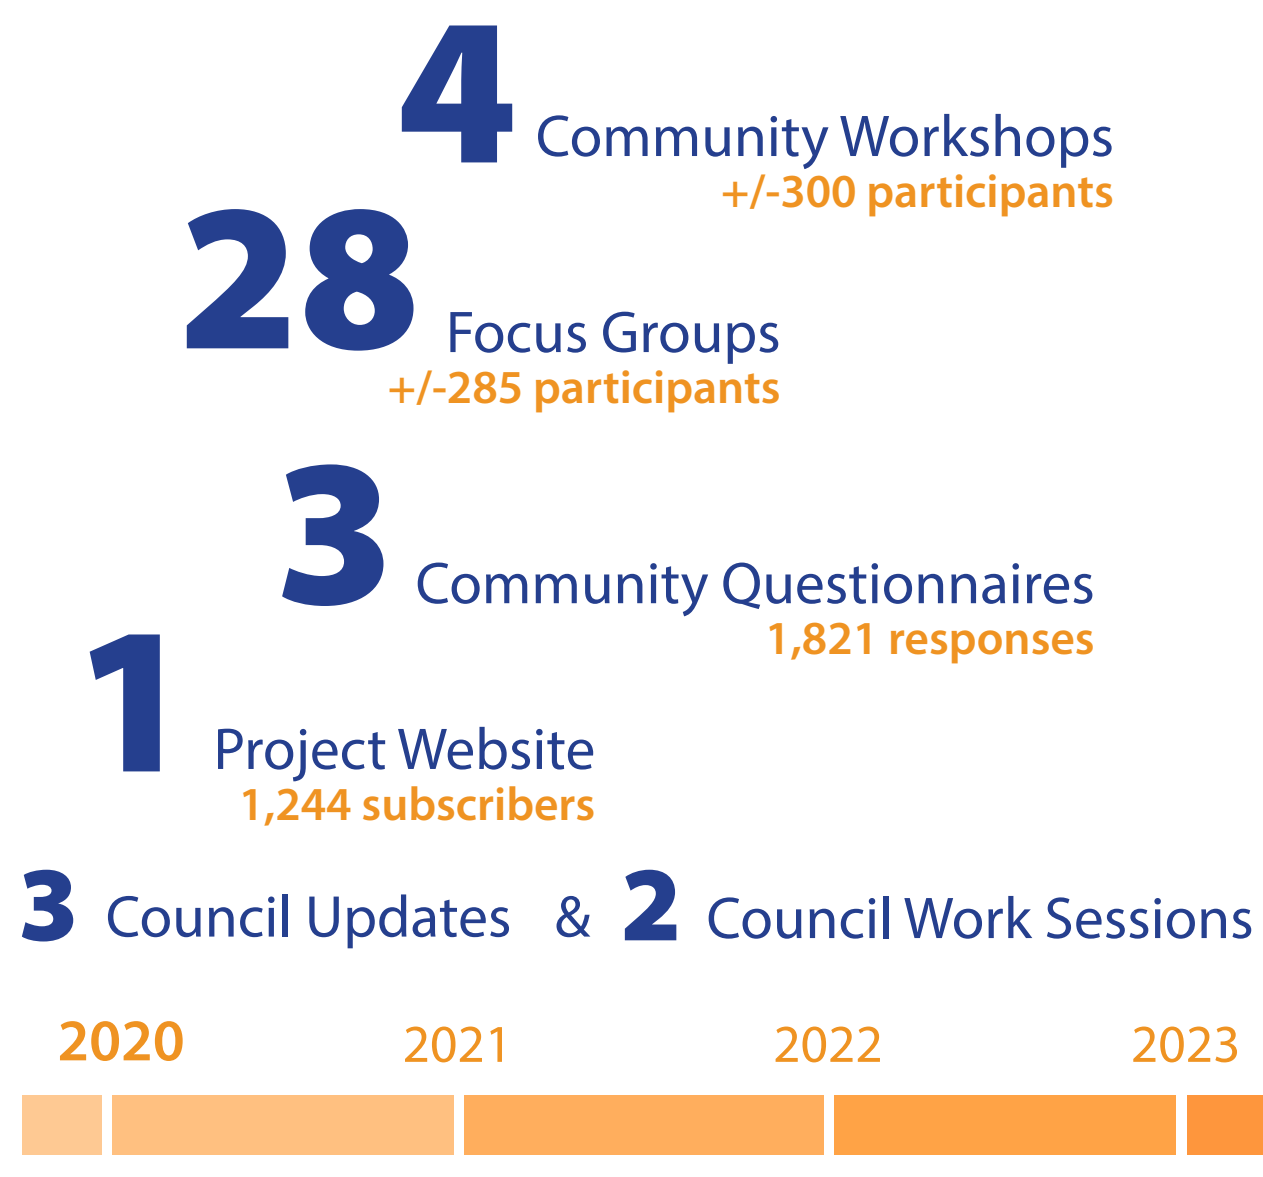 4 Community Workshops
+/-300 participants
28 Focus Groups
+/-285 participants
3 Community Questionnaires
1,821 responses
1 Project Website
1,244 subscribers
3 Council Updates & 2 Council Work Sessions
2020 2021 2022 2023